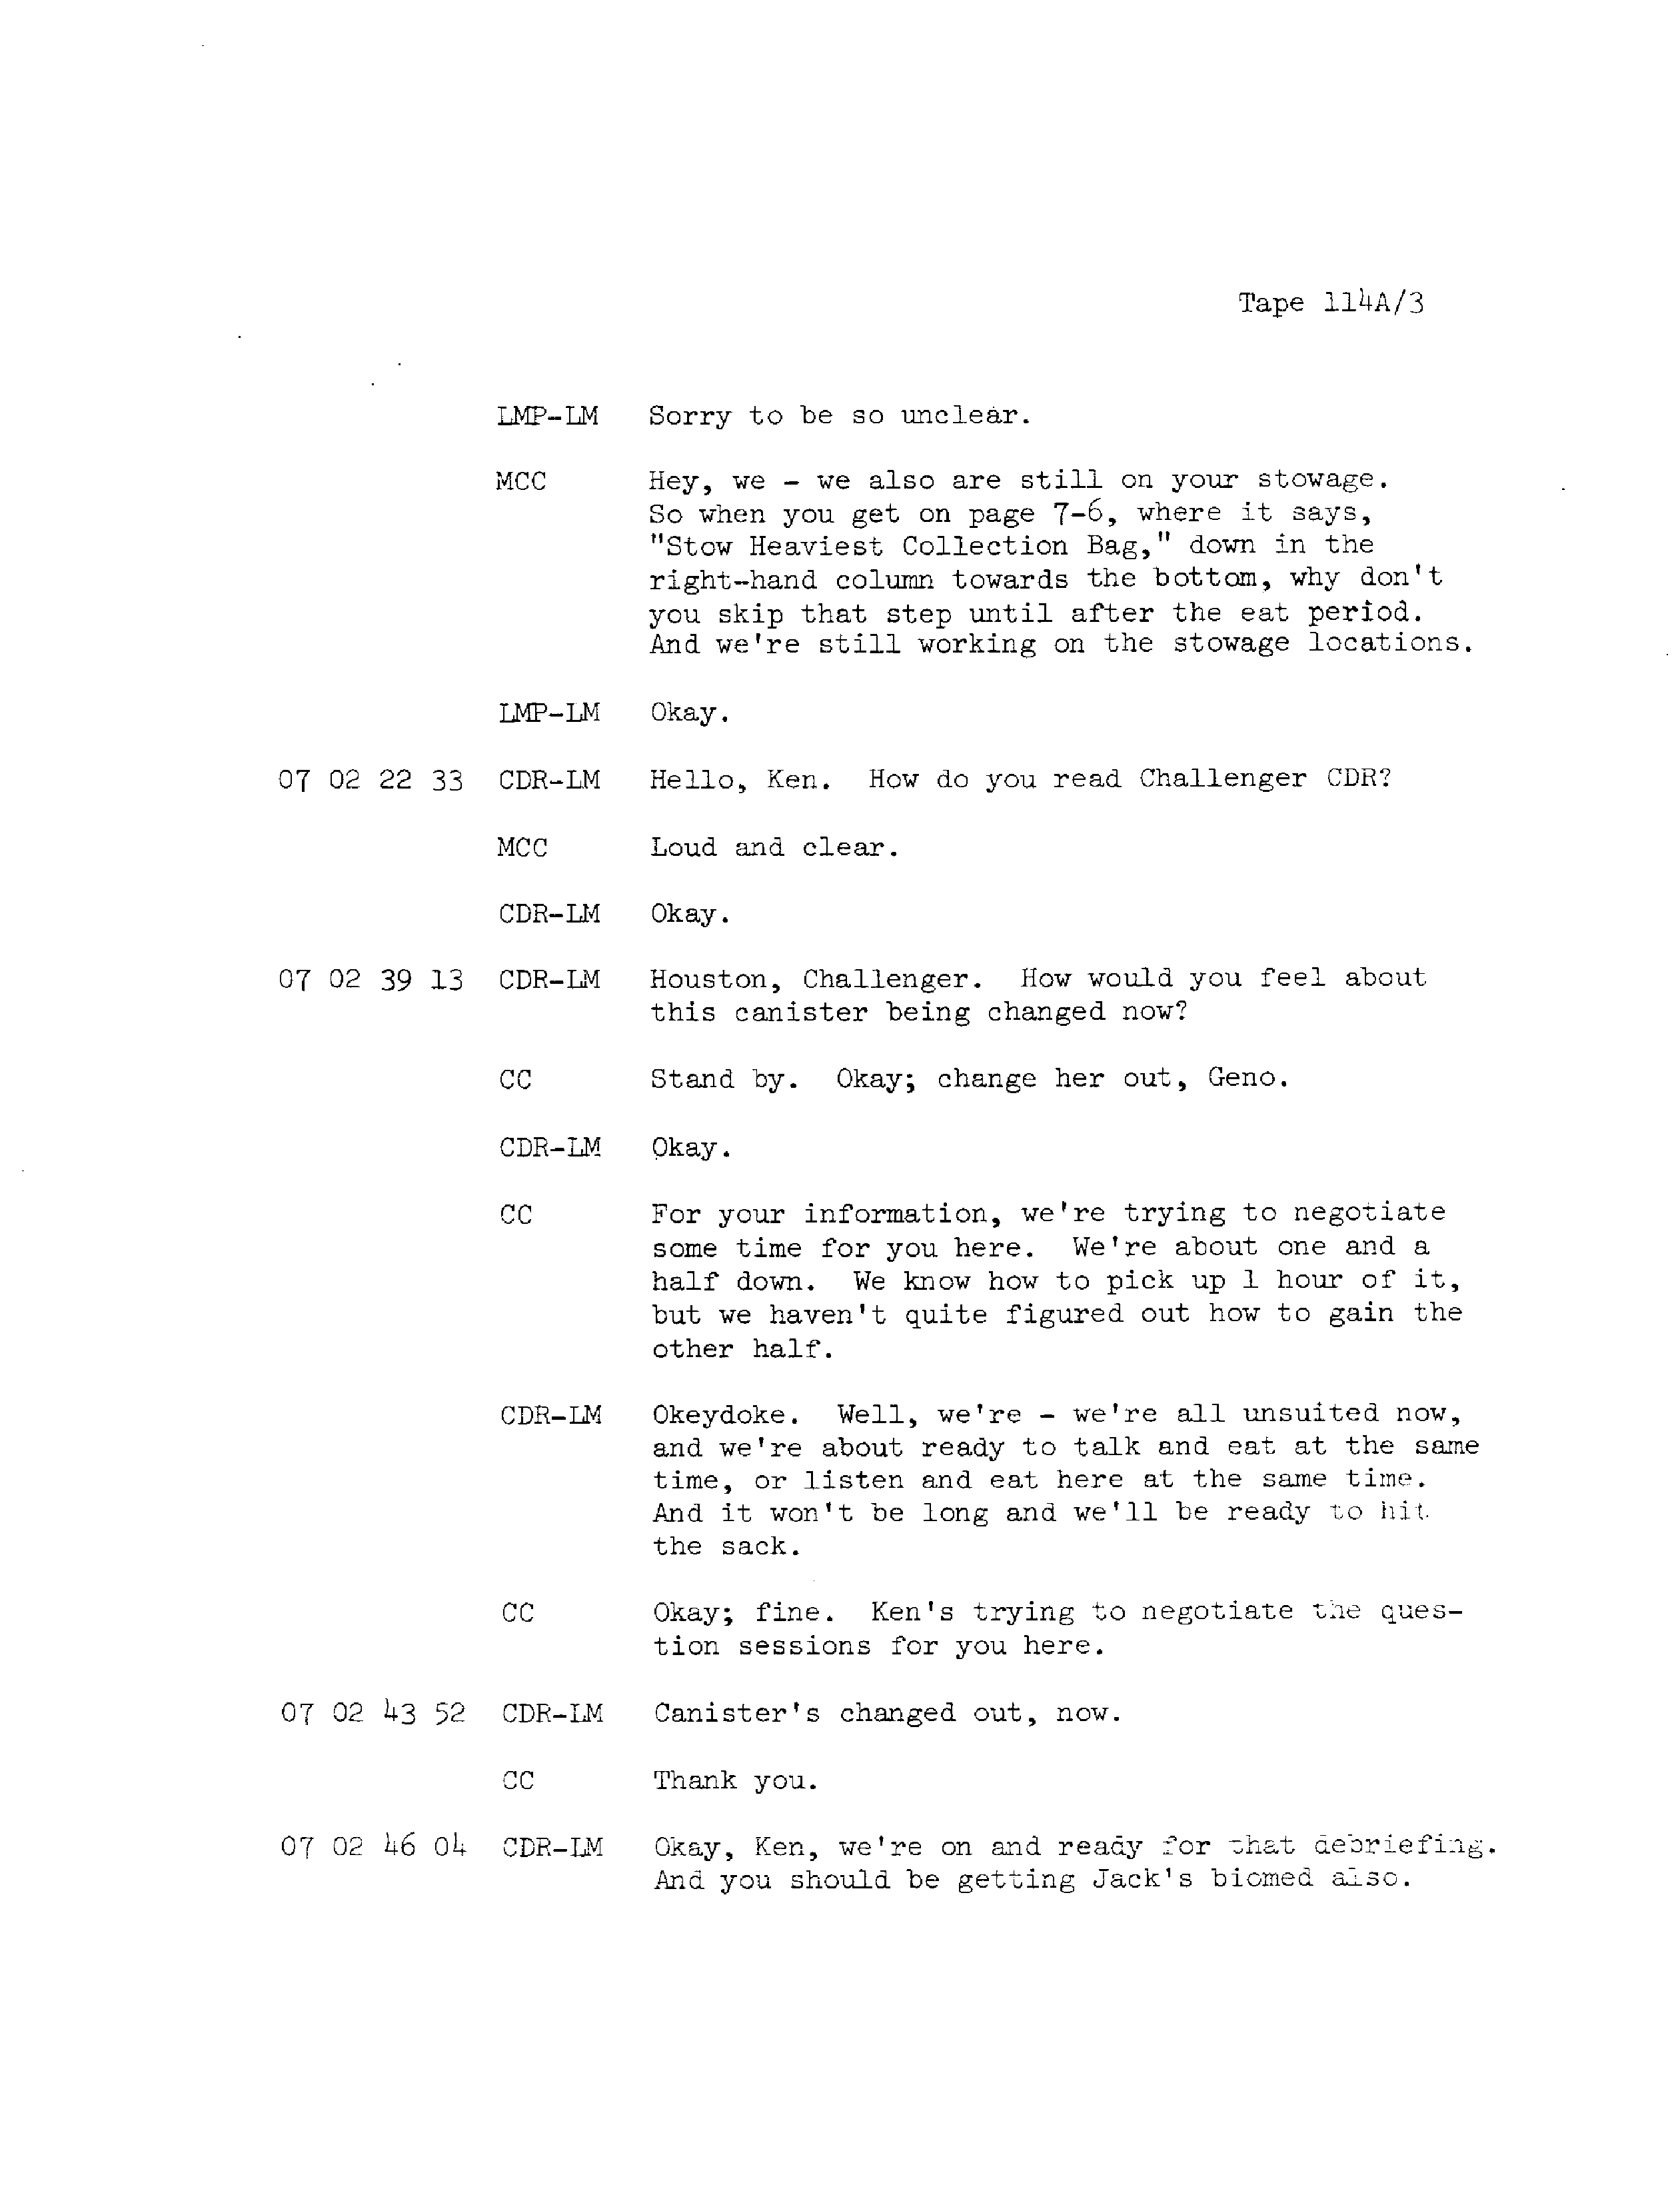 Tape 114A/3
LMP-LM Sorry to be so unclear.
MCC Hey, we - we also are still on your stowage.
So when you get on page 7-6, where it says,
"Stow Heaviest Collection Bag," down in the
right-hand column towards the bottom, why don't
you skip that step until after the eat period.
And we're still working on the stowage locations.
LMP-LM Okay.
07 02 22 33 CDR-LM Hello, Ken. How do you read Challenger CDR?
MCC Loud and clear.
CDR-LM Okay.
07 02 39 13 CDR-LM Houston, Challenger. How would you feel about
this canister being changed now?
CC Stand by. Okay; change her out, Geno.
CDR-LM Okay.
CC For your information, we're trying to negotiate
some time for you here. We're about one and a
half down. We know how to pick up 1 hour of it,
but we haven't quite figured out how to gain the
other half.
CDR-LM Okeydoke. Well, we're - we're all unsuited now,
and we're about ready to talk and eat at the same
time, or listen and eat here at the same time.
And it won't be long and we'll be ready to hit
the sack.
CC Okay; fine. Ken's trying to negotiate the ques-
tion sessions for you here.
07 02 43 52 CDR-LM Canister's changed out, now.
CC Thank you.
07 02 46 04 CDR-LM Okay, Ken, we're on and ready for that debriefing.
And you should be getting Jack's biomed also.